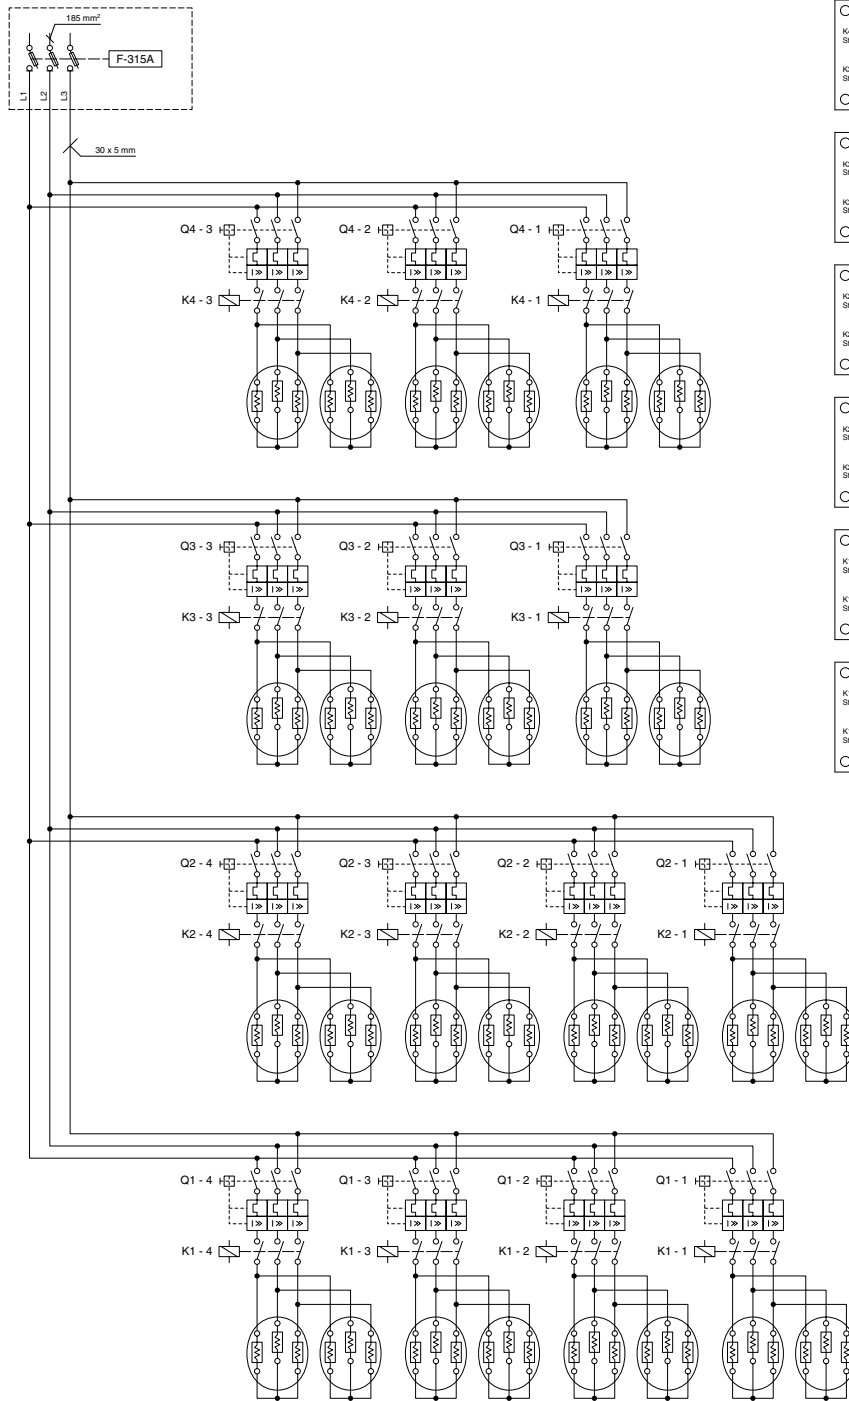 185 mm²
F-315A
L1
L2
L3
30 x 5 mm
Q4 - 3
Q4 - 2
Q4 - 1
I>> I>> I>>
I>> I>> I>>
I>> I>> I>>
K4 - 3
K4 - 2
K4 - 1
Q3 - 3
Q3 - 2
Q3 - 1
I>> I>> I>>
I>> I>> I>>
I>> I>> I>>
K3 - 3
K3 - 2
K3 - 1
Q2 - 4
Q2 - 3
Q2 - 2
Q2 - 1
I>> I>> I>>
I>> I>> I>>
I>> I>> I>>
I>> I>> I>>
K2 - 4
K2 - 3
K2 - 2
K2 - 1
Q1 - 4
Q1 - 3
Q1 - 2
Q1 - 1
I>> I>> I>>
I>> I>> I>>
I>> I>> I>>
I>> I>> I>>
K1 - 4
K1 - 3
K1 - 2
K1 - 1